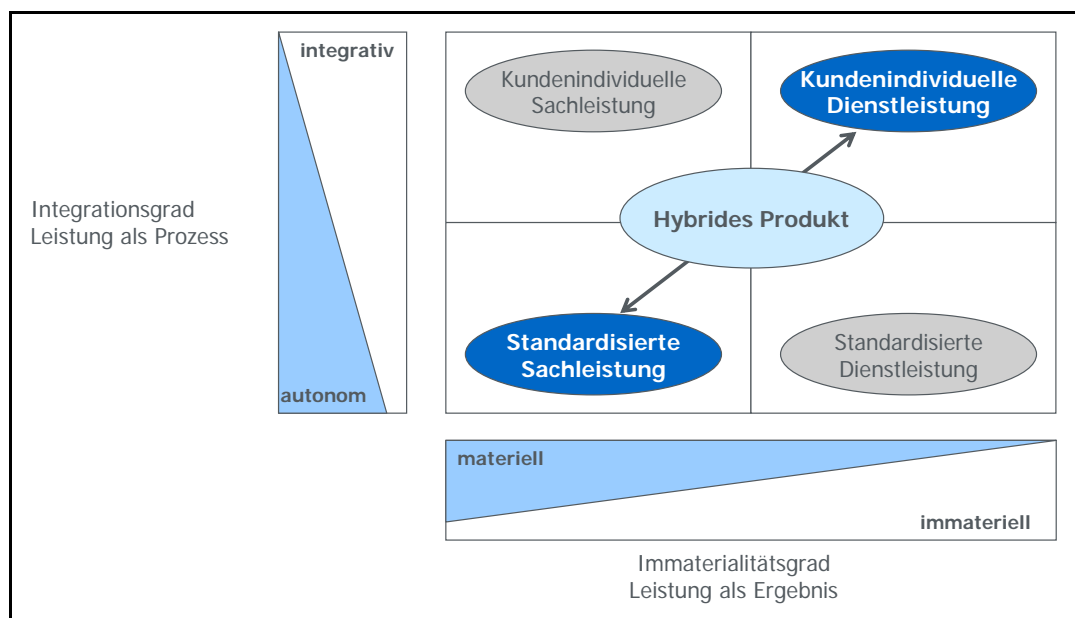 integrativ
Kundenindividuelle
Sachleistung
Kundenindividuelle
Dienstleistung
Integrationsgrad
Leistung als Prozess
Hybrides Produkt
Standardisierte
Sachleistung
Standardisierte
Dienstleistung
autonom
materiell
immateriell
Immaterialitätsgrad
Leistung als Ergebnis